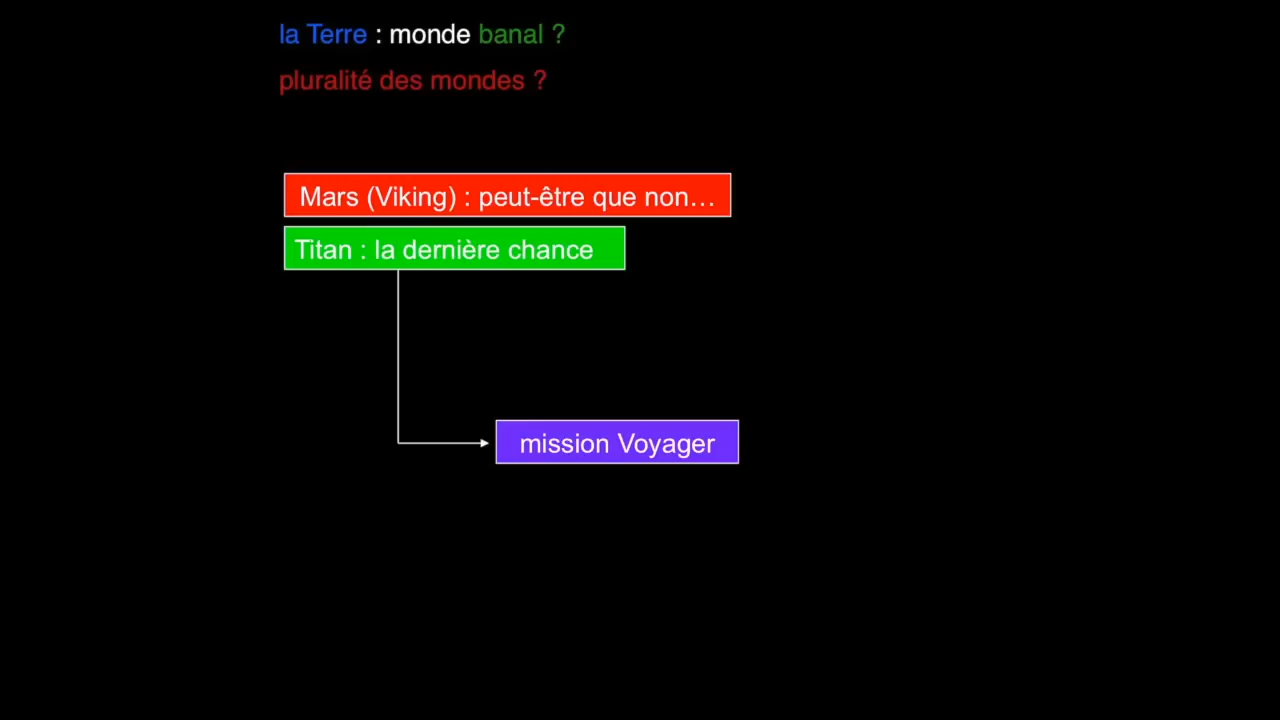 la Terre : monde banal ?
pluralité des mondes ?
Mars (Viking) : peut-être que non…
Titan : la dernière chance
mission Voyager